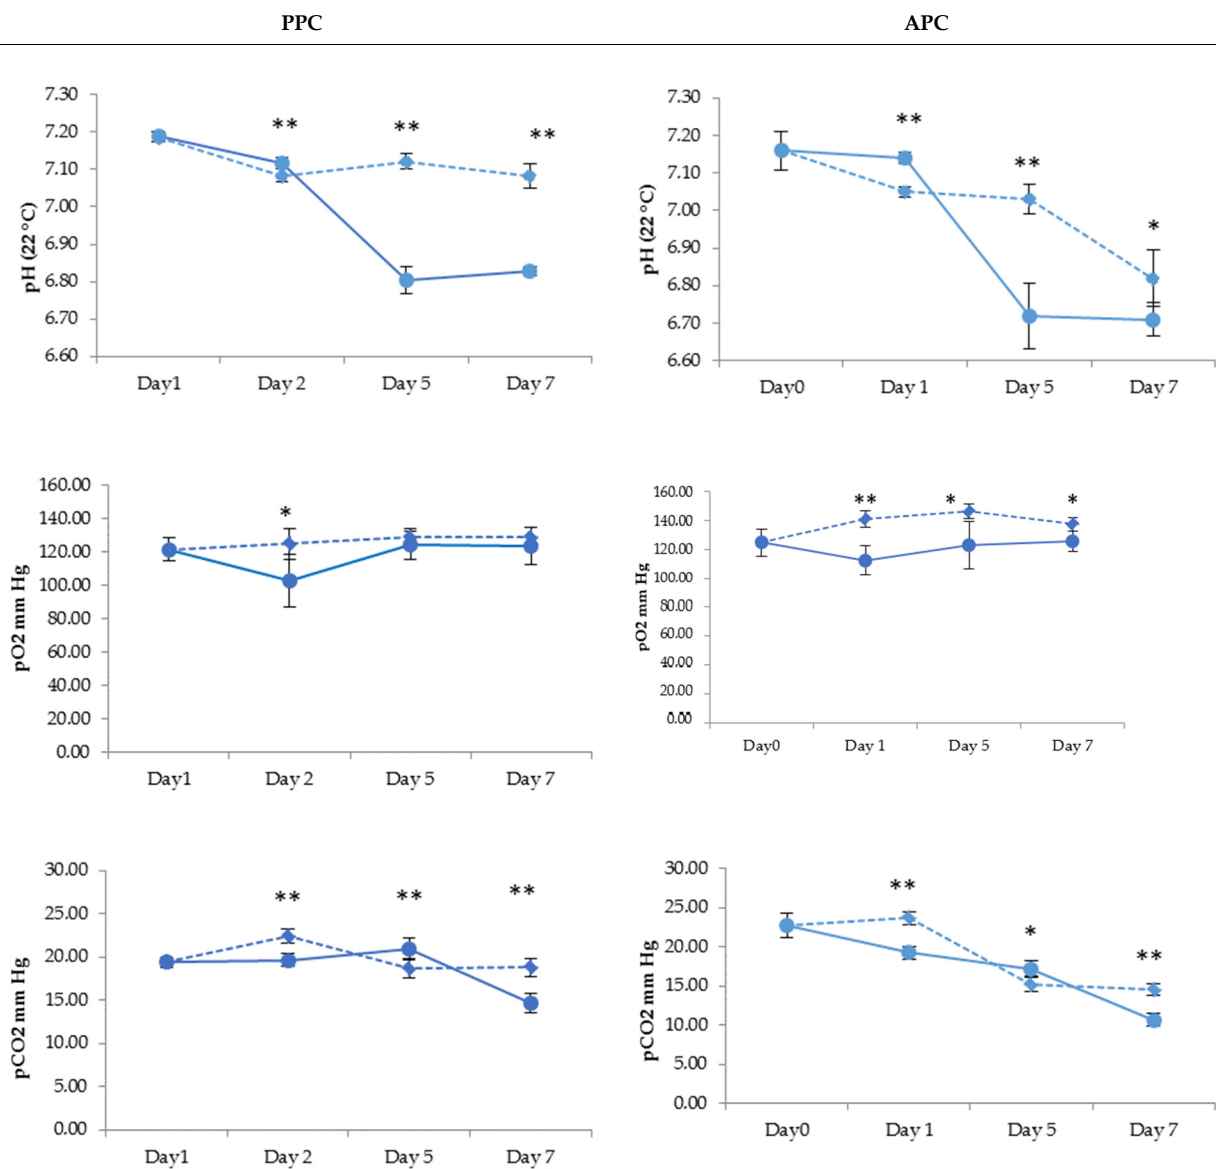 PPC
APC
7.30
7.20
7.10
7.00
6.90
6.80
6.70
6.60
pH (22 °C)
** ** **
Day1 Day 2 Day 5 Day 7
7.30
7.20
7.10
7.00
6.90
6.80
6.70
6.60
pH (22 °C)
** ** *
Day0 Day 1 Day 5 Day 7
160.00
140.00
120.00
100.00
80.00
60.00
40.00
20.00
0.00
pO2 mm Hg
*
Day1 Day 2 Day 5 Day 7
160.00
140.00
120.00
100.00
80.00
60.00
40.00
20.00
0.00
pO2 mm Hg
** * *
Day0 Day 1 Day 5 Day 7
30.00
25.00
20.00
15.00
10.00
5.00
0.00
pCO2 mm Hg
** ** **
Day1 Day 2 Day 5 Day 7
30.00
25.00
20.00
15.00
10.00
5.00
0.00
pCO2 mm Hg
** * **
Day0 Day 1 Day 5 Day 7